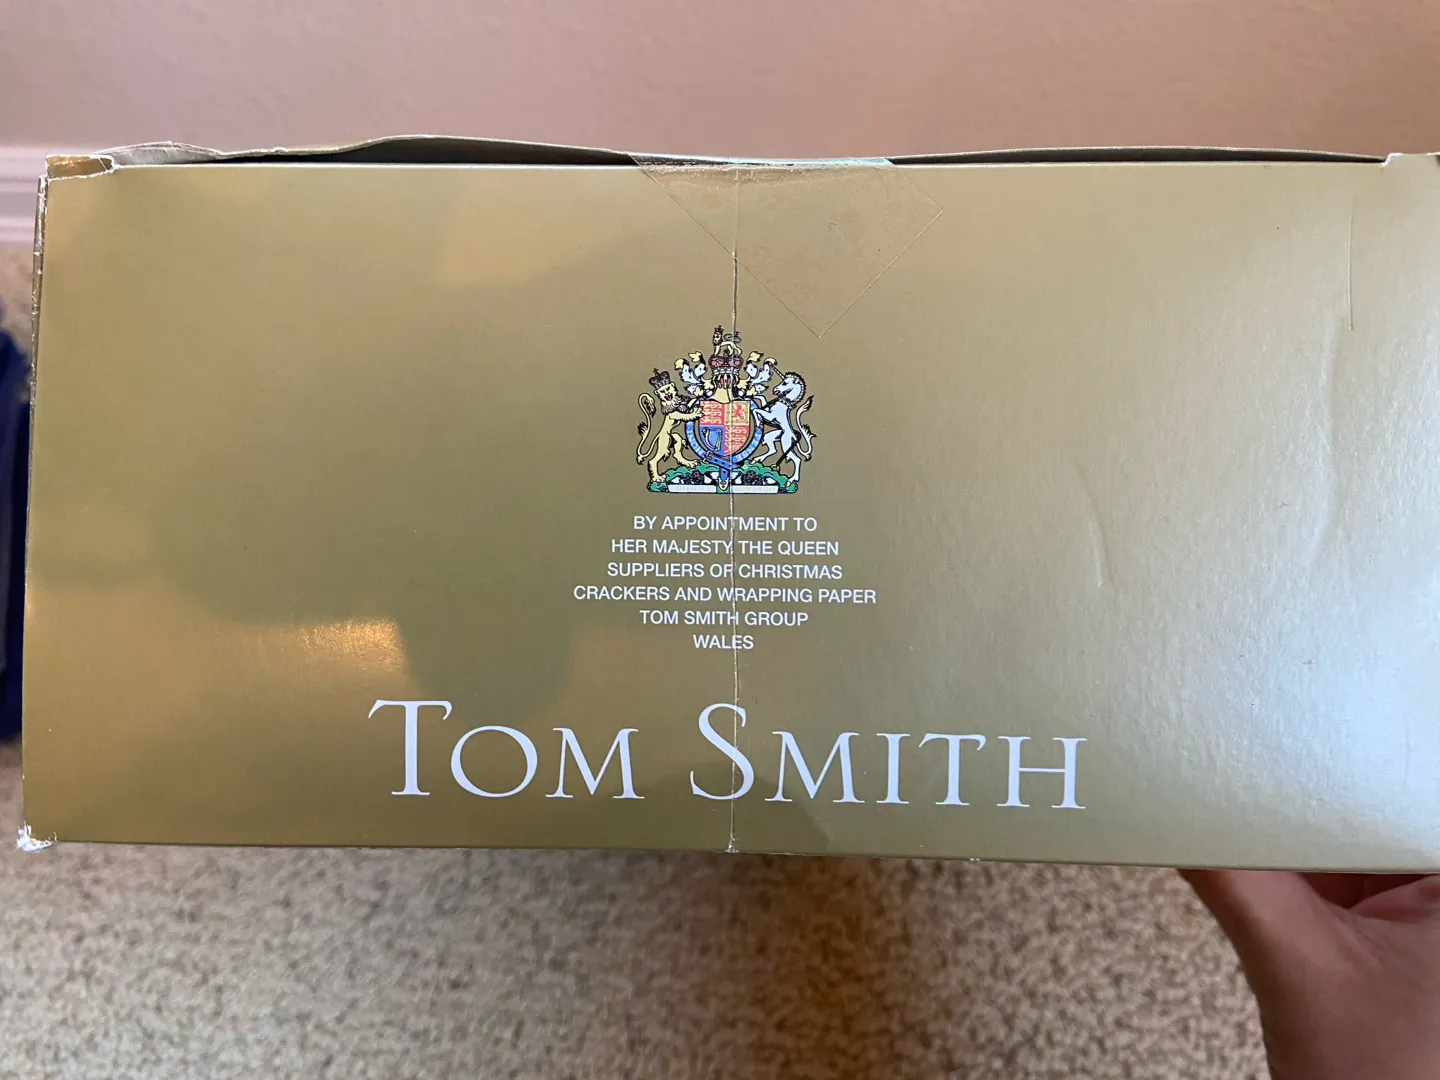 BY APPOINTMENT TO
HER MAJESTY THE QUEEN
SUPPLIERS OF CHRISTMAS
CRACKERS AND WRAPPING PAPER
TOM SMITH GROUP
WALES
TOM SMITH